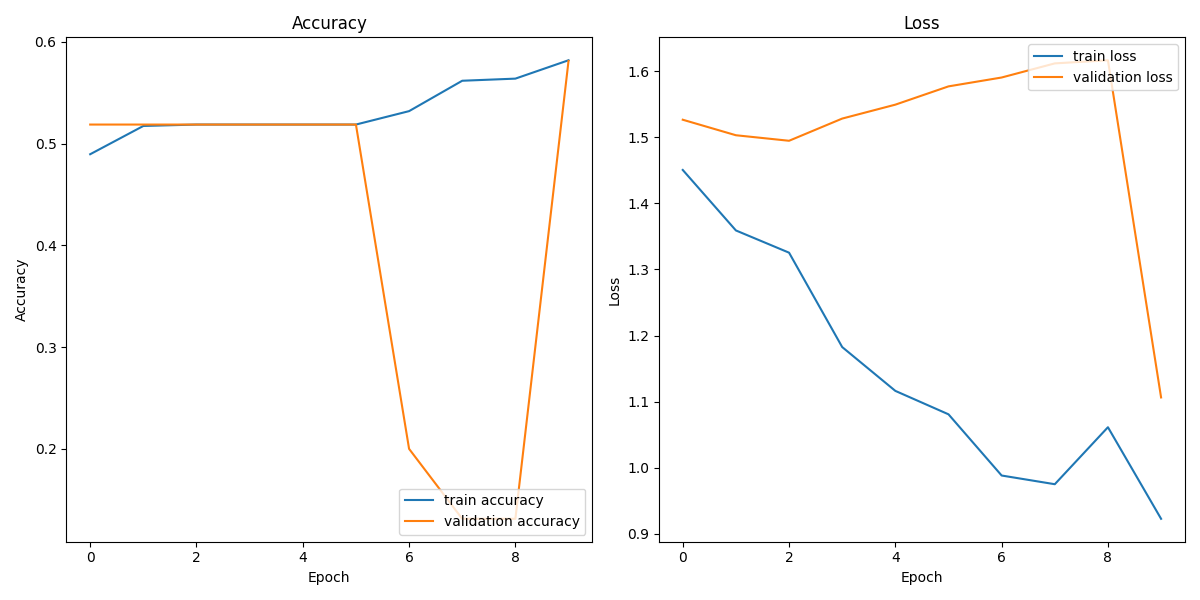 Accuracy
0.6
0.5
0.4
0.3
0.2
Accuracy
0 2 4 6 8
Epoch
train accuracy
validation accuracy
Loss
1.6
1.5
1.4
1.3
1.2
1.1
1.0
0.9
Loss
0 2 4 6 8
Epoch
train loss
validation loss